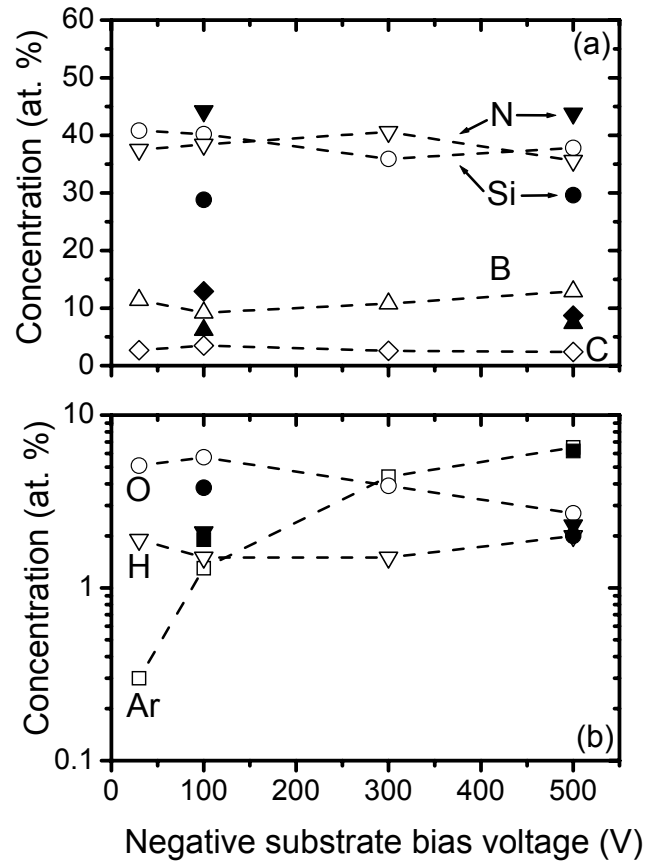 60
(a)
50
N
40
30
Si
20
B
10
C
0
Concentration (at. %)
10
(b)
O
H
1
Ar
0.1
Concentration (at. %)
0 100 200 300 400 500
Negative substrate bias voltage (V)